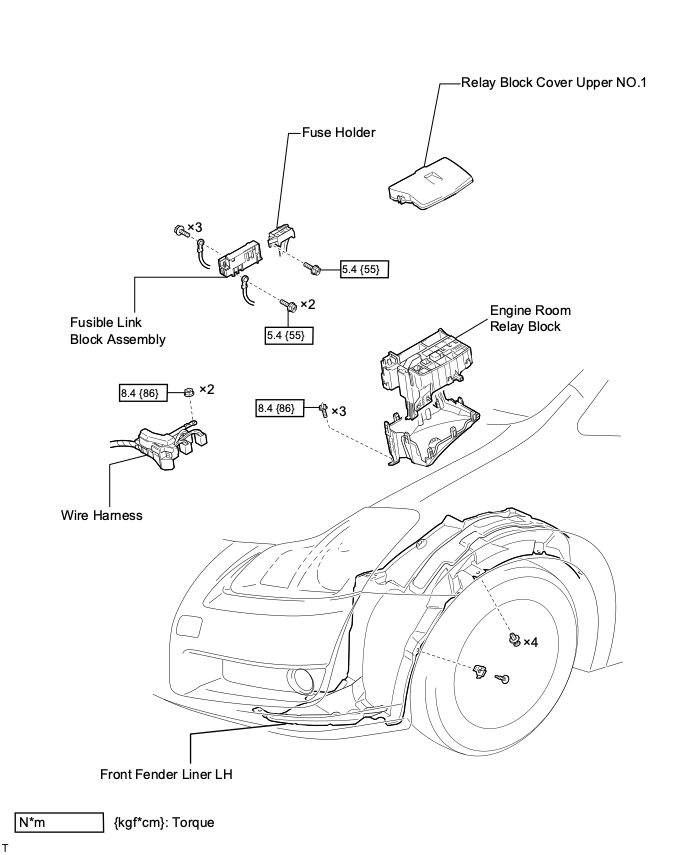 Relay Block Cover Upper NO.1
Fuse Holder
×3
5.4 {55}
×2
Fusible Link
Block Assembly
5.4 {55}
Engine Room
Relay Block
8.4 {86}
×2
8.4 {86}
×3
Wire Harness
×4
Front Fender Liner LH
N*m
{kgf*cm}: Torque
T